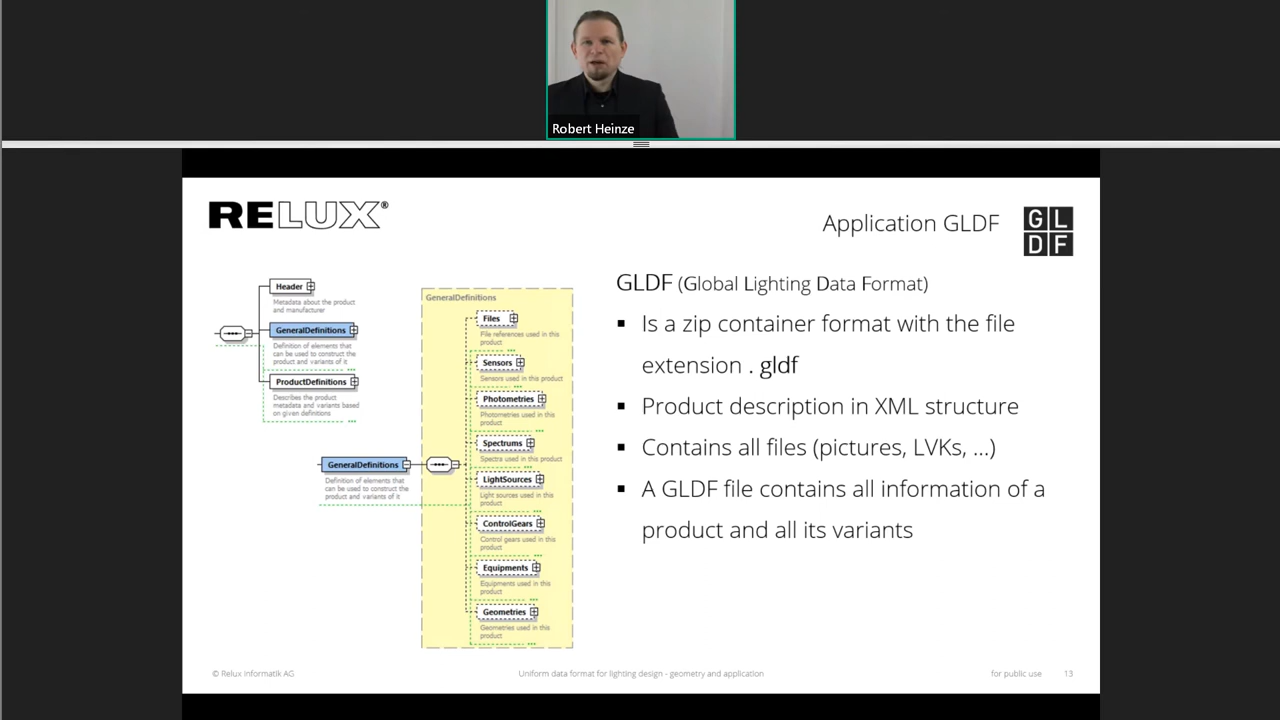 Robert Heinze
RELUX®
Application GLDF
GL
DF
Header
Metadata about the product
and manufacturer
GeneralDefinitions
Definition of elements that
can be used to construct the
product and variants of it
ProductDefinitions
Describes the product
metadata and variants based
on given definitions
GeneralDefinitions
Definition of elements that
can be used to construct the
product and variants of it
GeneralDefinitions
Files
File references used in this
product
Sensors
Sensors used in this product
Photometries
Photometries used in this
product
Spectrums
Spectra used in this product
LightSources
Light sources used in this
product
ControlGears
Control gears used in this
product
Equipments
Equipments used in this
product
Geometries
Geometries used in this
product
GLDF (Global Lighting Data Format)
▪ Is a zip container format with the file
extension . gldf
▪ Product description in XML structure
▪ Contains all files (pictures, LVKs, ...)
▪ A GLDF file contains all information of a
product and all its variants
© Relux Informatik AG
Uniform data format for lighting design - geometry and application
for public use 13